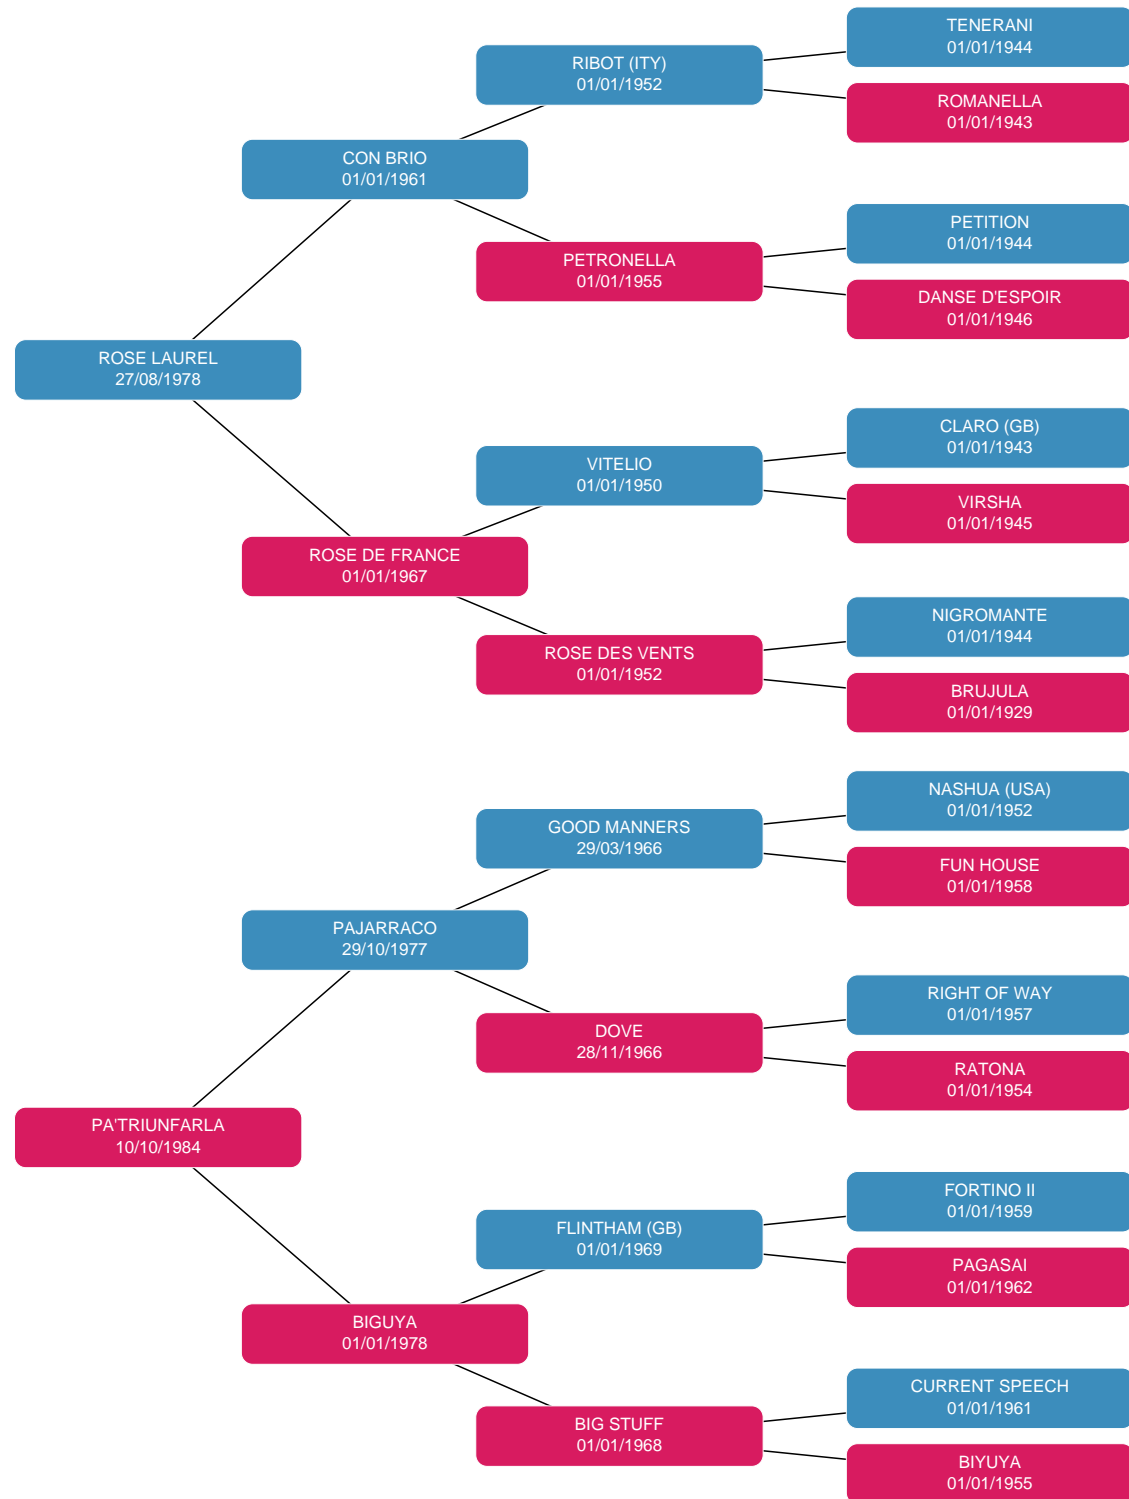 TENERANI
01/01/1944
RIBOT (ITY)
01/01/1952
ROMANELLA
01/01/1943
CON BRIO
01/01/1961
PETITION
01/01/1944
PETRONELLA
01/01/1955
DANSE D'ESPOIR
01/01/1946
ROSE LAUREL
27/08/1978
CLARO (GB)
01/01/1943
VITELIO
01/01/1950
VIRSHA
01/01/1945
ROSE DE FRANCE
01/01/1967
NIGROMANTE
01/01/1944
ROSE DES VENTS
01/01/1952
BRUJULA
01/01/1929
NASHUA (USA)
01/01/1952
GOOD MANNERS
29/03/1966
FUN HOUSE
01/01/1958
PAJARRACO
29/10/1977
RIGHT OF WAY
01/01/1957
DOVE
28/11/1966
RATONA
01/01/1954
PA'TRIUNFARLA
10/10/1984
FORTINO II
01/01/1959
FLINTHAM (GB)
01/01/1969
PAGASAI
01/01/1962
BIGUYA
01/01/1978
CURRENT SPEECH
01/01/1961
BIG STUFF
01/01/1968
BIYUYA
01/01/1955